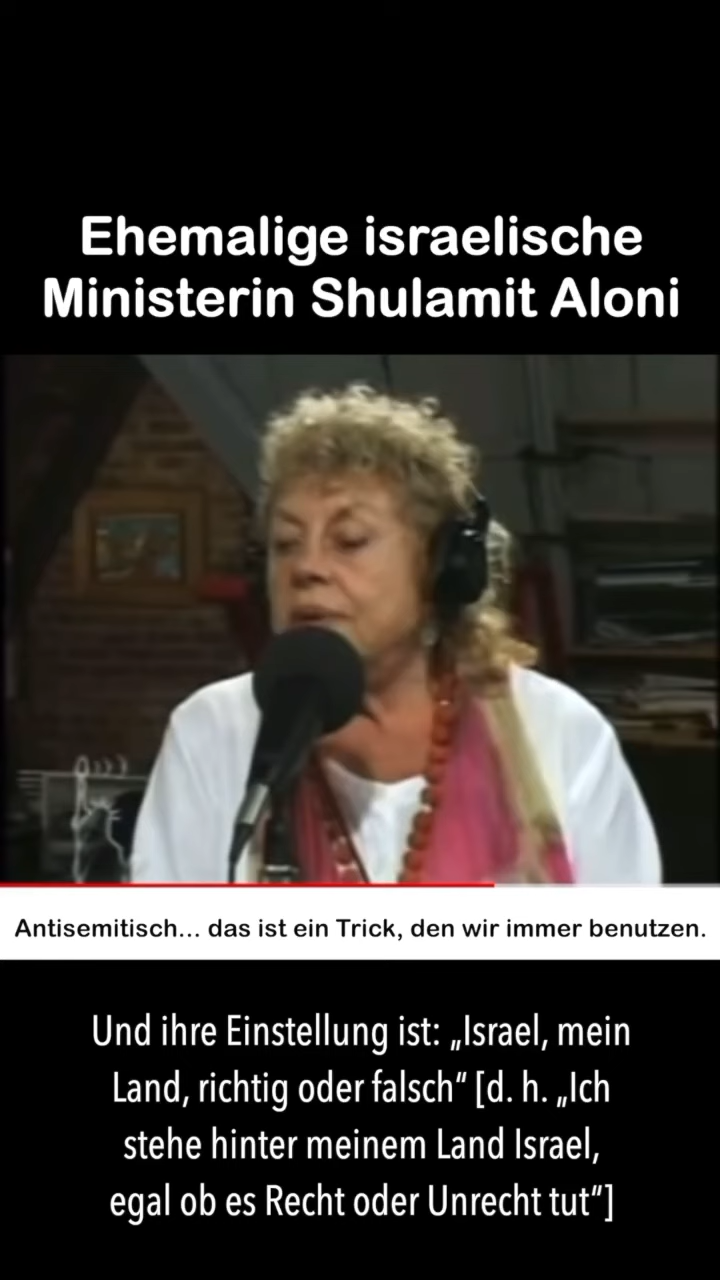 Ehemalige israelische
Ministerin Shulamit Aloni
Antisemitisch... das ist ein Trick, den wir immer benutzen.
Und ihre Einstellung ist: „Israel, mein
Land, richtig oder falsch“ [d. h. „Ich
stehe hinter meinem Land Israel,
egal ob es Recht oder Unrecht tut“]